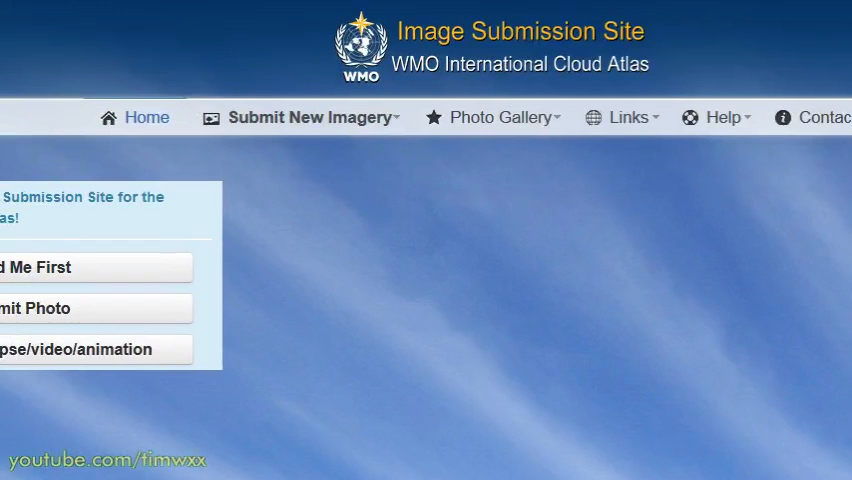 Image Submission Site
WMO International Cloud Atlas
WMO
Home
Submit New Imagery
Photo Gallery
Links
Help
Contac
Submission Site for the
as!
d Me First
mit Photo
pse/video/animation
youtube.com/timwxx